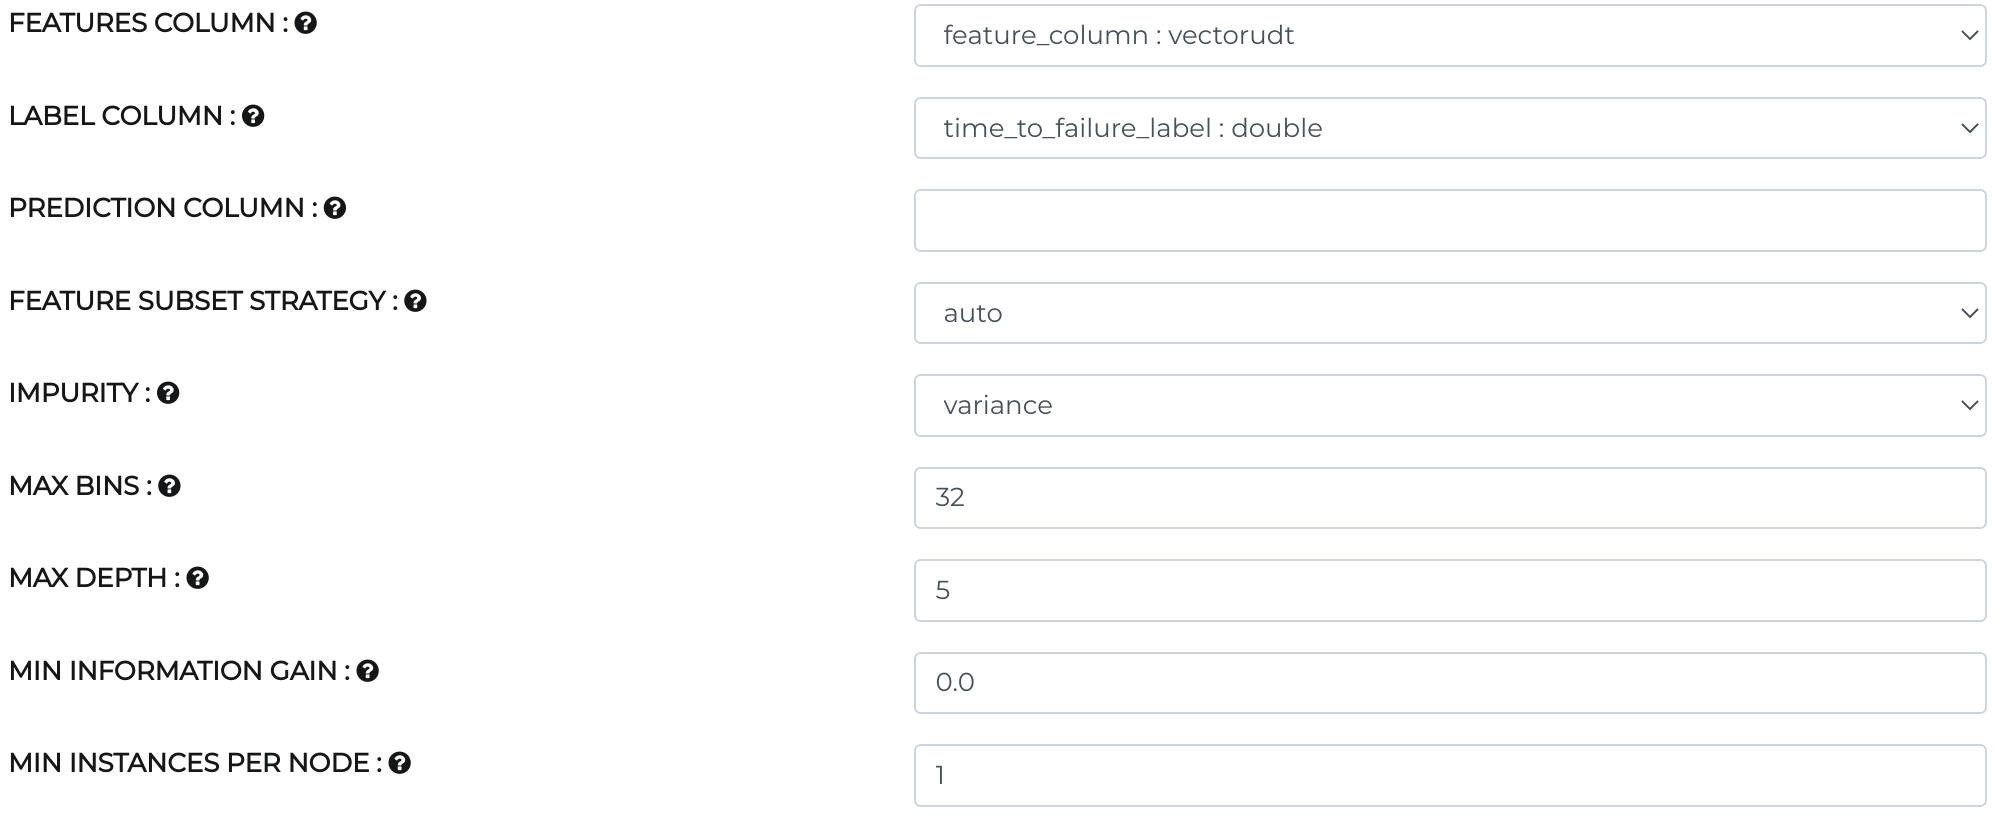 FEATURES COLUMN : ?
feature_column : vectorudt
LABEL COLUMN : ?
time_to_failure_label : double
PREDICTION COLUMN : ?
FEATURE SUBSET STRATEGY : ?
auto
IMPURITY : ?
variance
MAX BINS : ?
32
MAX DEPTH : ?
5
MIN INFORMATION GAIN : ?
0.0
MIN INSTANCES PER NODE : ?
1